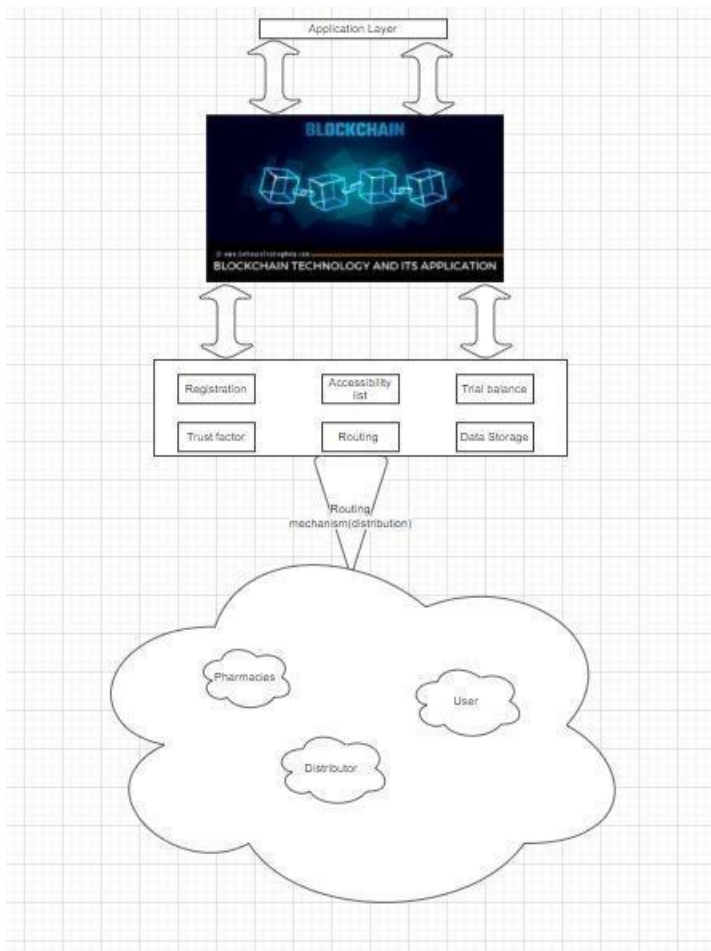 Application Layer
BLOCKCHAIN
BLOCKCHAIN TECHNOLOGY AND ITS APPLICATION
Registration
Accessibility
list
Trial balance
Trust factor
Routing
Data Storage
Routing
mechanism(distribution)
Pharmacies
User
Distributor